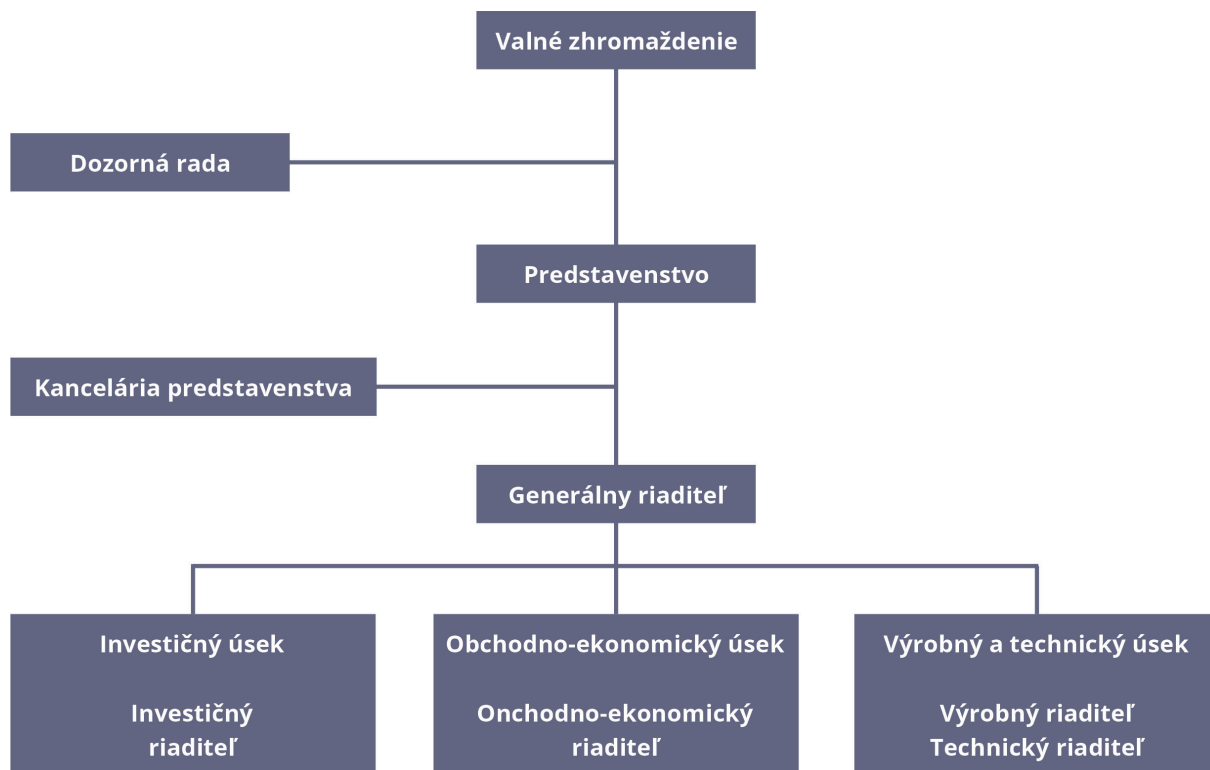 Valné zhromaždenie
Dozorná rada
Predstavenstvo
Kancelária predstavenstva
Generálny riaditeľ
Investičný úsek
Investičný
riaditeľ
Obchodno-ekonomický úsek
Onchodno-ekonomický
riaditeľ
Výrobný a technický úsek
Výrobný riaditeľ
Technický riaditeľ